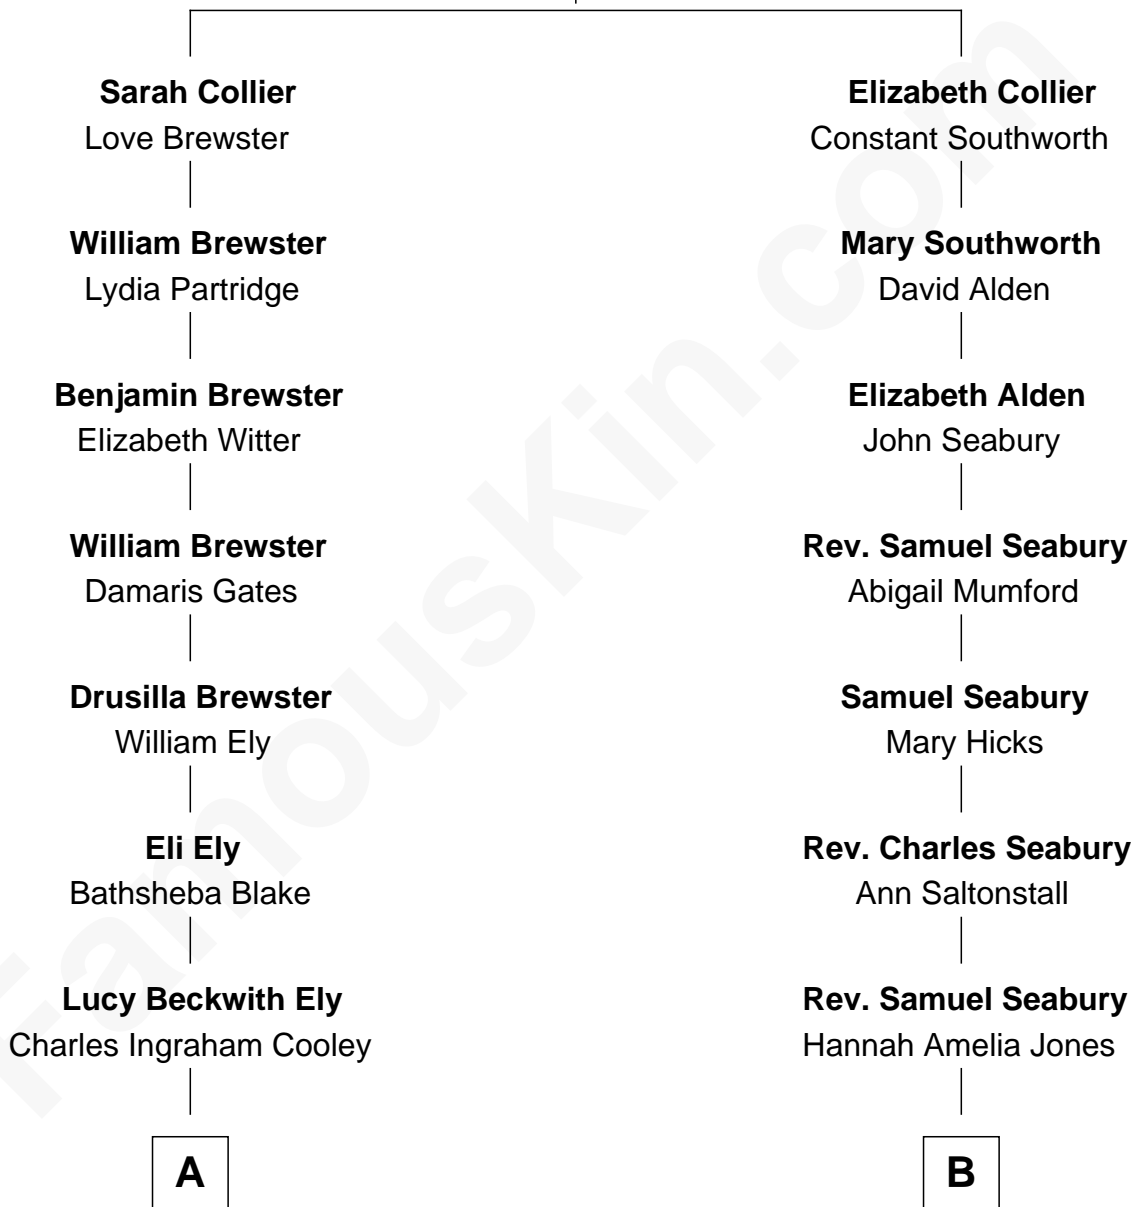 Sarah Collier
Love Brewster
William Brewster
Lydia Partridge
Benjamin Brewster
Elizabeth Witter
William Brewster
Damaris Gates
Drusilla Brewster
William Ely
Eli Ely
Bathsheba Blake
Lucy Beckwith Ely
Charles Ingraham Cooley
A
Elizabeth Collier
Constant Southworth
Mary Southworth
David Alden
Elizabeth Alden
John Seabury
Rev. Samuel Seabury
Abigail Mumford
Samuel Seabury
Mary Hicks
Rev. Charles Seabury
Ann Saltonstall
Rev. Samuel Seabury
Hannah Amelia Jones
B
FamousKin.com